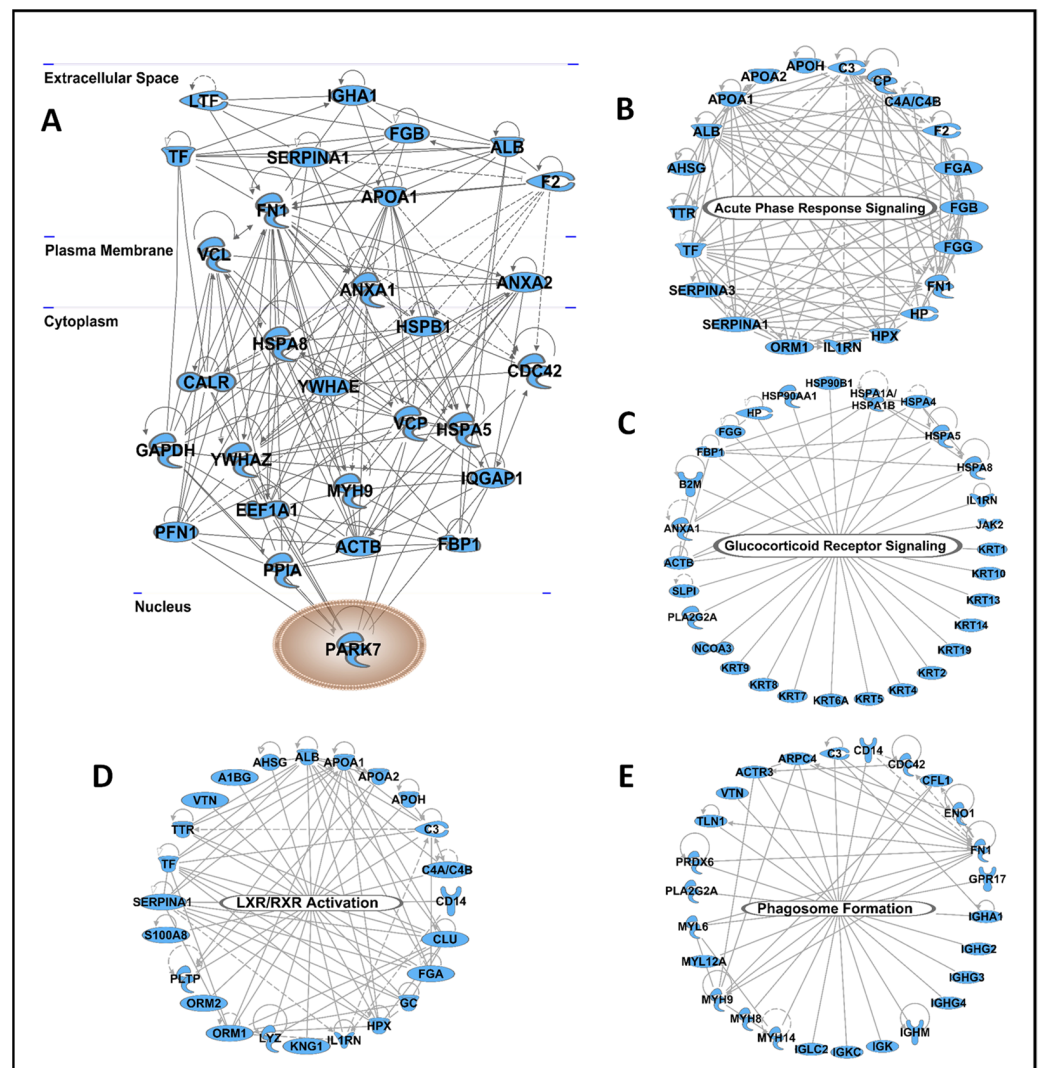 A
Extracellular Space
LTF
IGHA1
FGB
TF
SERPINA1
ALB
F2
APOA1
FN1
Plasma Membrane
VCL
ANXA1
ANXA2
Cytoplasm
HSPB1
HSPA8
CDC42
CALR
YWHAE
VCP
HSPA5
GAPDH
YWHAZ
IQGAP1
MYH9
EEF1A1
PFN1
ACTB
FBP1
PPIA
Nucleus
PARK7
B
APOH
C3
APOA2
CP
APOA1
C4A/C4B
ALB
F2
AHSG
FGA
TTR
Acute Phase Response Signaling
FGB
TF
FGG
SERPINA3
FN1
SERPINA1
HP
ORM1
IL1RN
HPX
C
HSP90B1
HSP90AA1
HSPA1A/
HSPA1B
HSPA4
HP
FGG
HSPA5
FBP1
HSPA8
B2M
IL1RN
ANXA1
JAK2
Glucocorticoid Receptor Signaling
KRT1
ACTB
KRT10
SLPI
KRT13
PLA2G2A
KRT14
NCOA3
KRT19
KRT9
KRT2
KRT8
KRT4
KRT7
KRT6A
KRT5
D
AHSG
ALB
APOA1
A1BG
APOA2
VTN
APOH
TTR
C3
TF
C4A/C4B
SERPINA1
LXR/RXR Activation
CD14
S100A8
CLU
PLTP
FGA
ORM2
GC
ORM1
HPX
LYZ
KNG1
IL1RN
E
C3
CD14
ARPC4
CDC42
ACTR3
CFL1
VTN
ENO1
TLN1
FN1
PRDX6
GPR17
PLA2G2A
Phagosome Formation
IGHA1
MYL6
IGHG2
MYL12A
IGHG3
MYH9
IGHG4
MYH8
IGHM
MYH14
IGLC2
IGKC
IGK